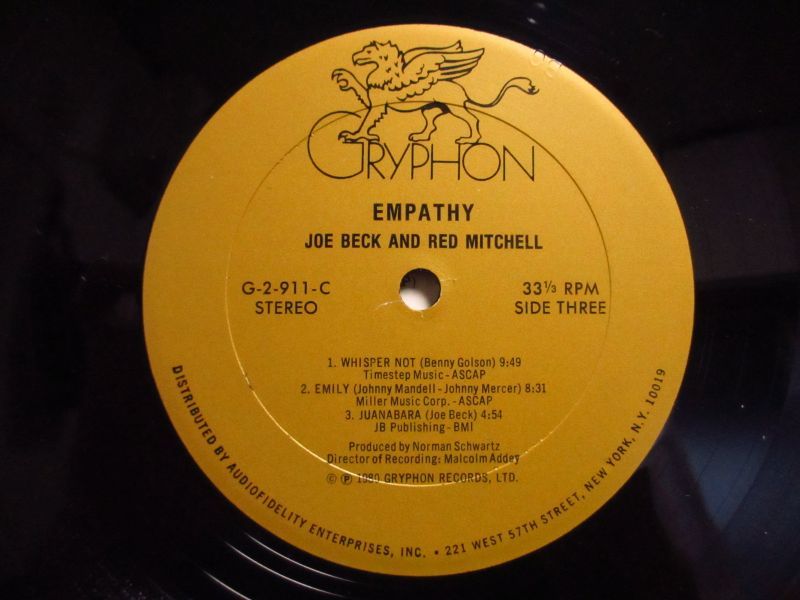 GRYPHON
EMPATHY
JOE BECK AND RED MITCHELL
G-2-911-C
STEREO
33⅓ RPM
SIDE THREE
1. WHISPER NOT (Benny Golson) 9:49
Timestep Music - ASCAP
2. EMILY (Johnny Mandell - Johnny Mercer) 8:31
Miller Music Corp. - ASCAP
3. JUANABARA (Joe Beck) 4:54
JB Publishing - BMI
Produced by Norman Schwartz
Director of Recording: Malcolm Addey
© ℗ 1980 GRYPHON RECORDS, LTD.
DISTRIBUTED BY AUDIOFIDELITY ENTERPRISES, INC. • 221 WEST 57TH STREET, NEW YORK, N.Y. 10019